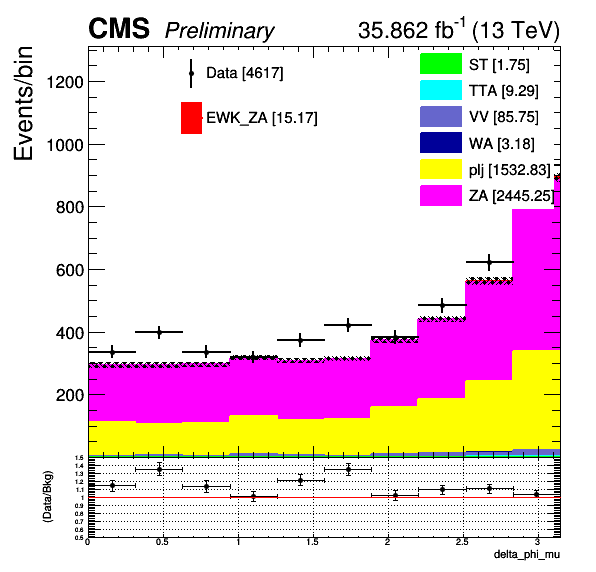 CMS Preliminary 35.862 fb-1 (13 TeV)
Events/bin
1200
1000
800
600
400
200
Data [4617]
EWK_ZA [15.17]
ST [1.75]
TTA [9.29]
VV [85.75]
WA [3.18]
plj [1532.83]
ZA [2445.25]
(Data/Bkg)
1.5
1.4
1.3
1.2
1.1
1
0.9
0.8
0.7
0.6
0.5
0 0.5 1 1.5 2 2.5 3
delta_phi_mu